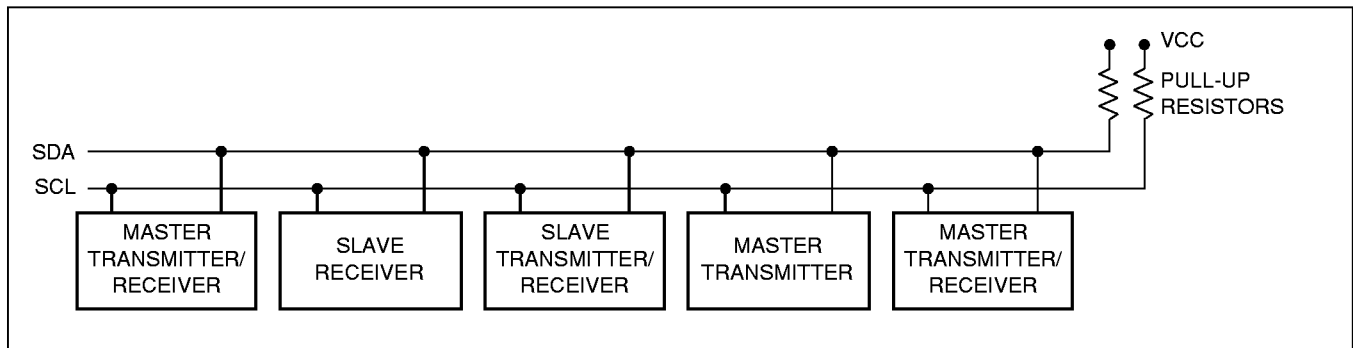 VCC
PULL-UP
RESISTORS
SDA
SCL
MASTER
TRANSMITTER/
RECEIVER
SLAVE
RECEIVER
SLAVE
TRANSMITTER/
RECEIVER
MASTER
TRANSMITTER
MASTER
TRANSMITTER/
RECEIVER